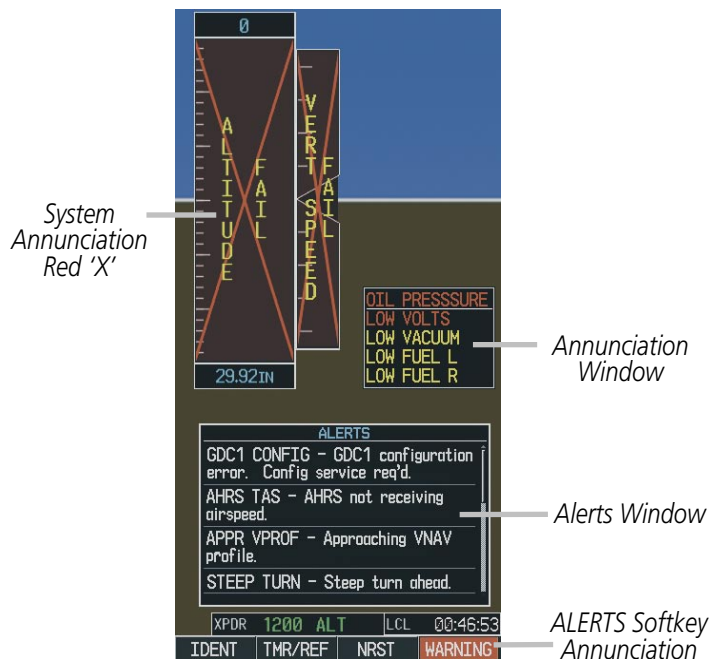 0
ALTITUDE
FAIL
VERT SPEED
FAIL
System
Annunciation
Red 'X'
OIL PRESSSURE
LOW VOLTS
LOW VACUUM
LOW FUEL L
LOW FUEL R
Annunciation
Window
29.92IN
ALERTS
GDC1 CONFIG – GDC1 configuration
error. Config service req'd.
AHRS TAS – AHRS not receiving
airspeed.
APPR VPROF – Approaching VNAV
profile.
STEEP TURN – Steep turn ahead.
Alerts Window
XPDR 1200 ALT LCL 00:46:53
IDENT TMR/REF NRST WARNING
ALERTS Softkey
Annunciation